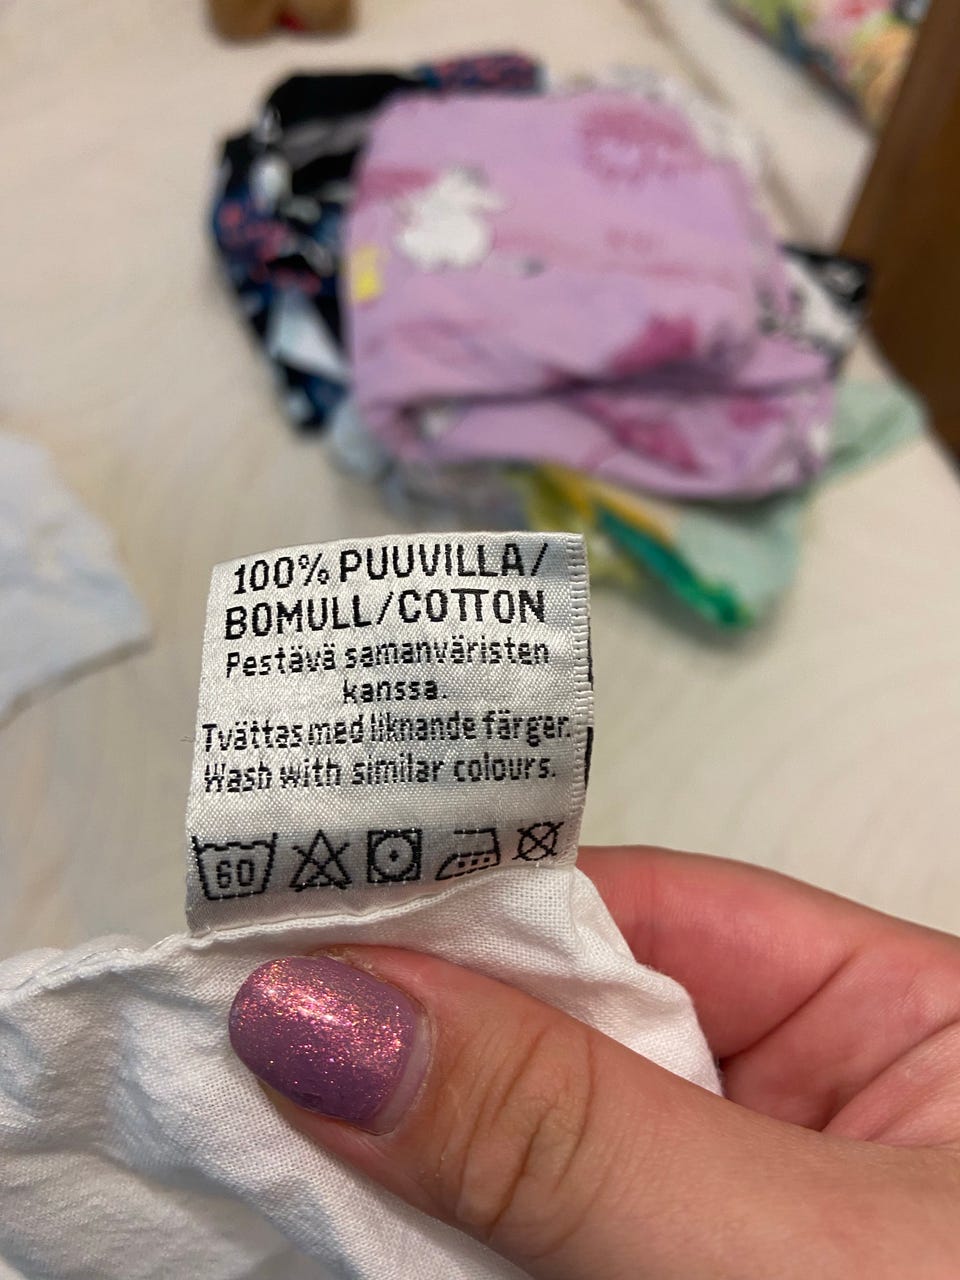 100% PUUVILLA/
BOMULL/COTTON
Pestävä samanväristen
kanssa.
Tvättas med liknande färger.
Wash with similar colours.
60